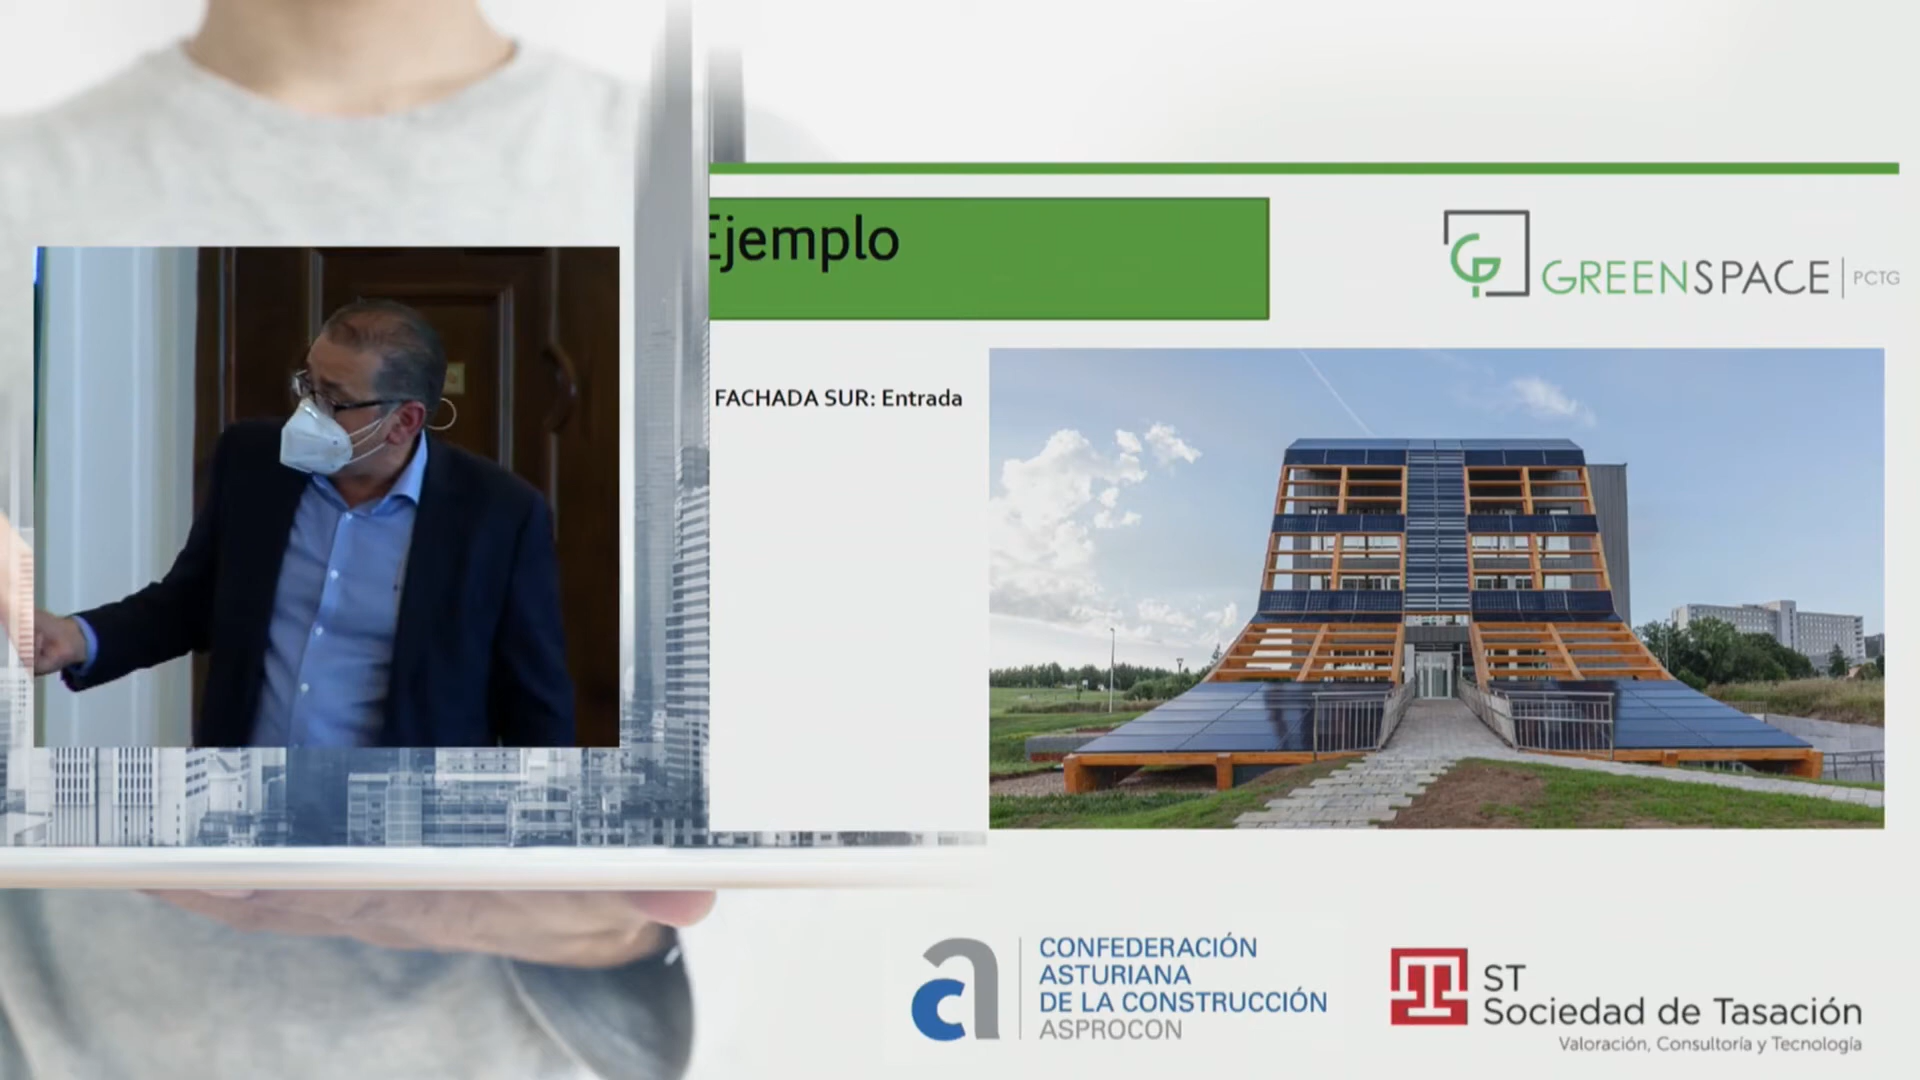 Ejemplo
GREENSPACE PCTG
FACHADA SUR: Entrada
CONFEDERACIÓN
ASTURIANA
DE LA CONSTRUCCIÓN
ASPROCON
ST
Sociedad de Tasación
Valoración, Consultoría y Tecnología